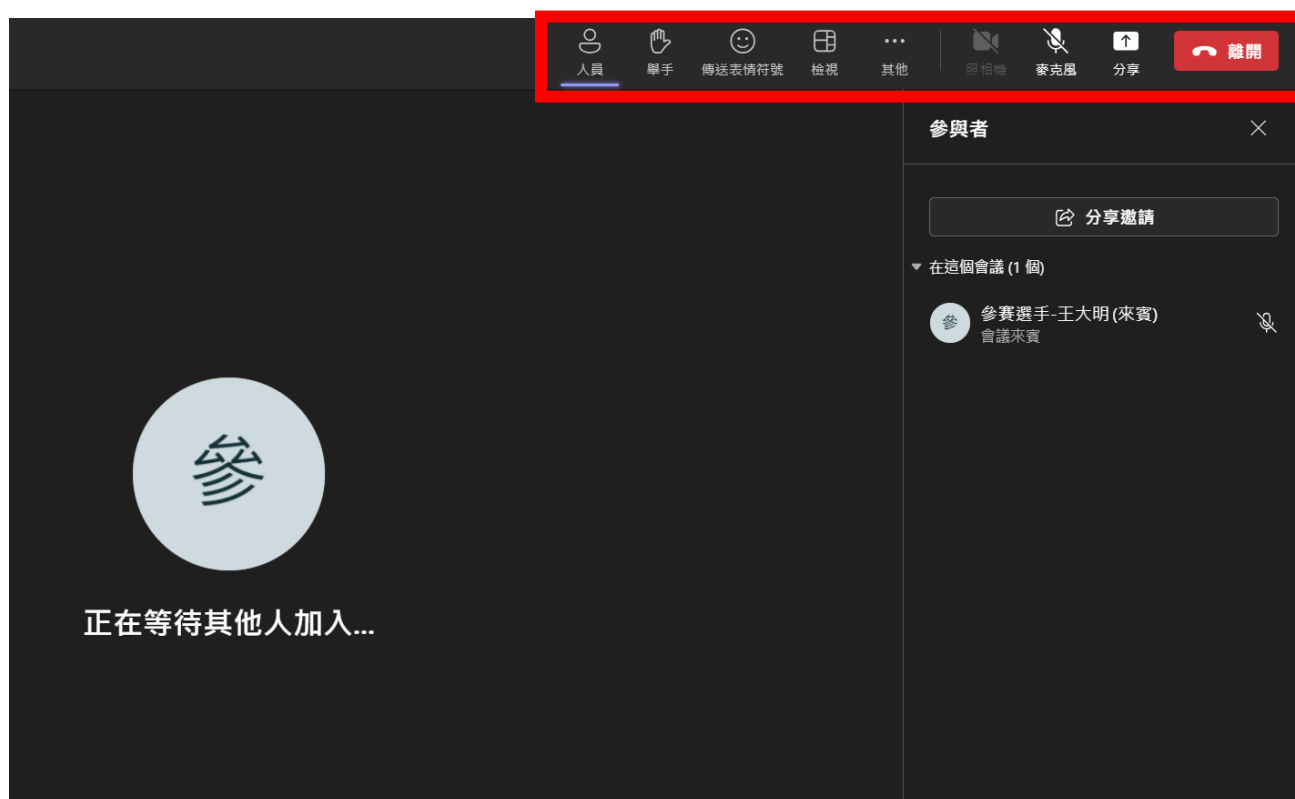 人員 舉手 傳送表情符號 檢視 其他 照相機 麥克風 分享 離開
參與者
分享邀請
在這個會議 (1 個)
參 參賽選手-王大明 (來賓)
會議來賓
參
正在等待其他人加入...